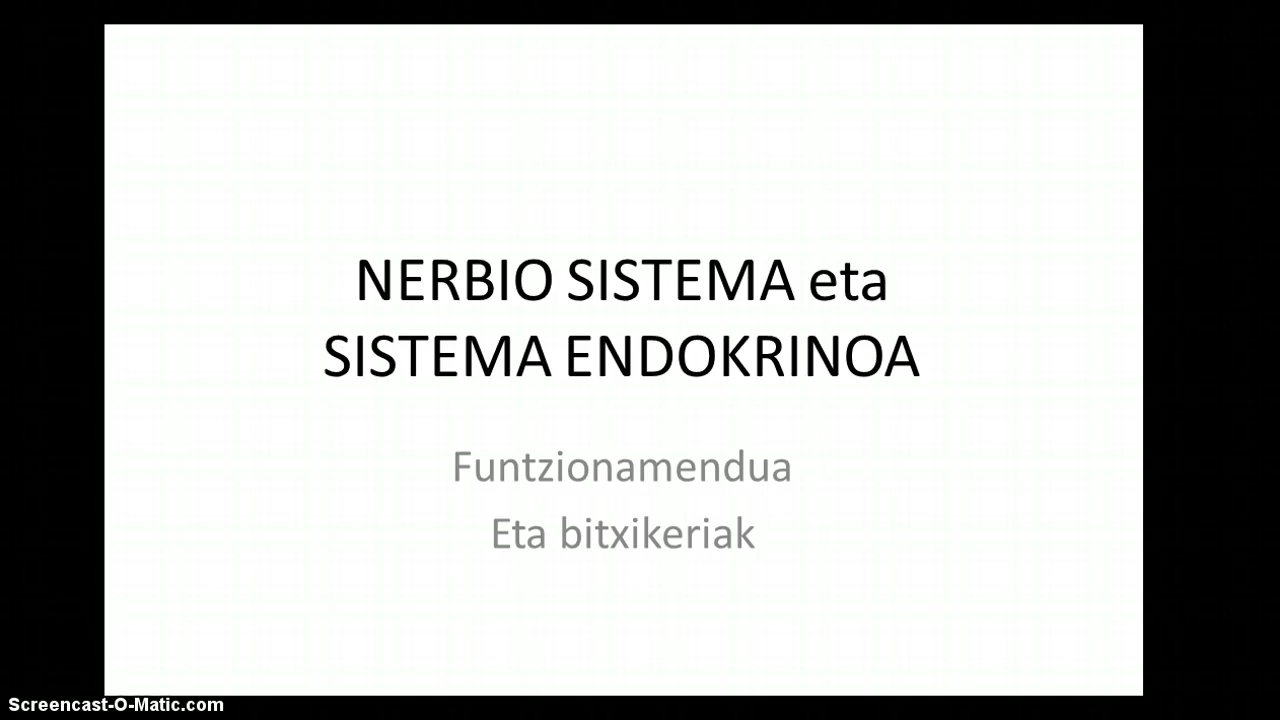 NERBIO SISTEMA eta
SISTEMA ENDOKRINOA
Funtzionamendua
Eta bitxikeriak
Screencast-O-Matic.com